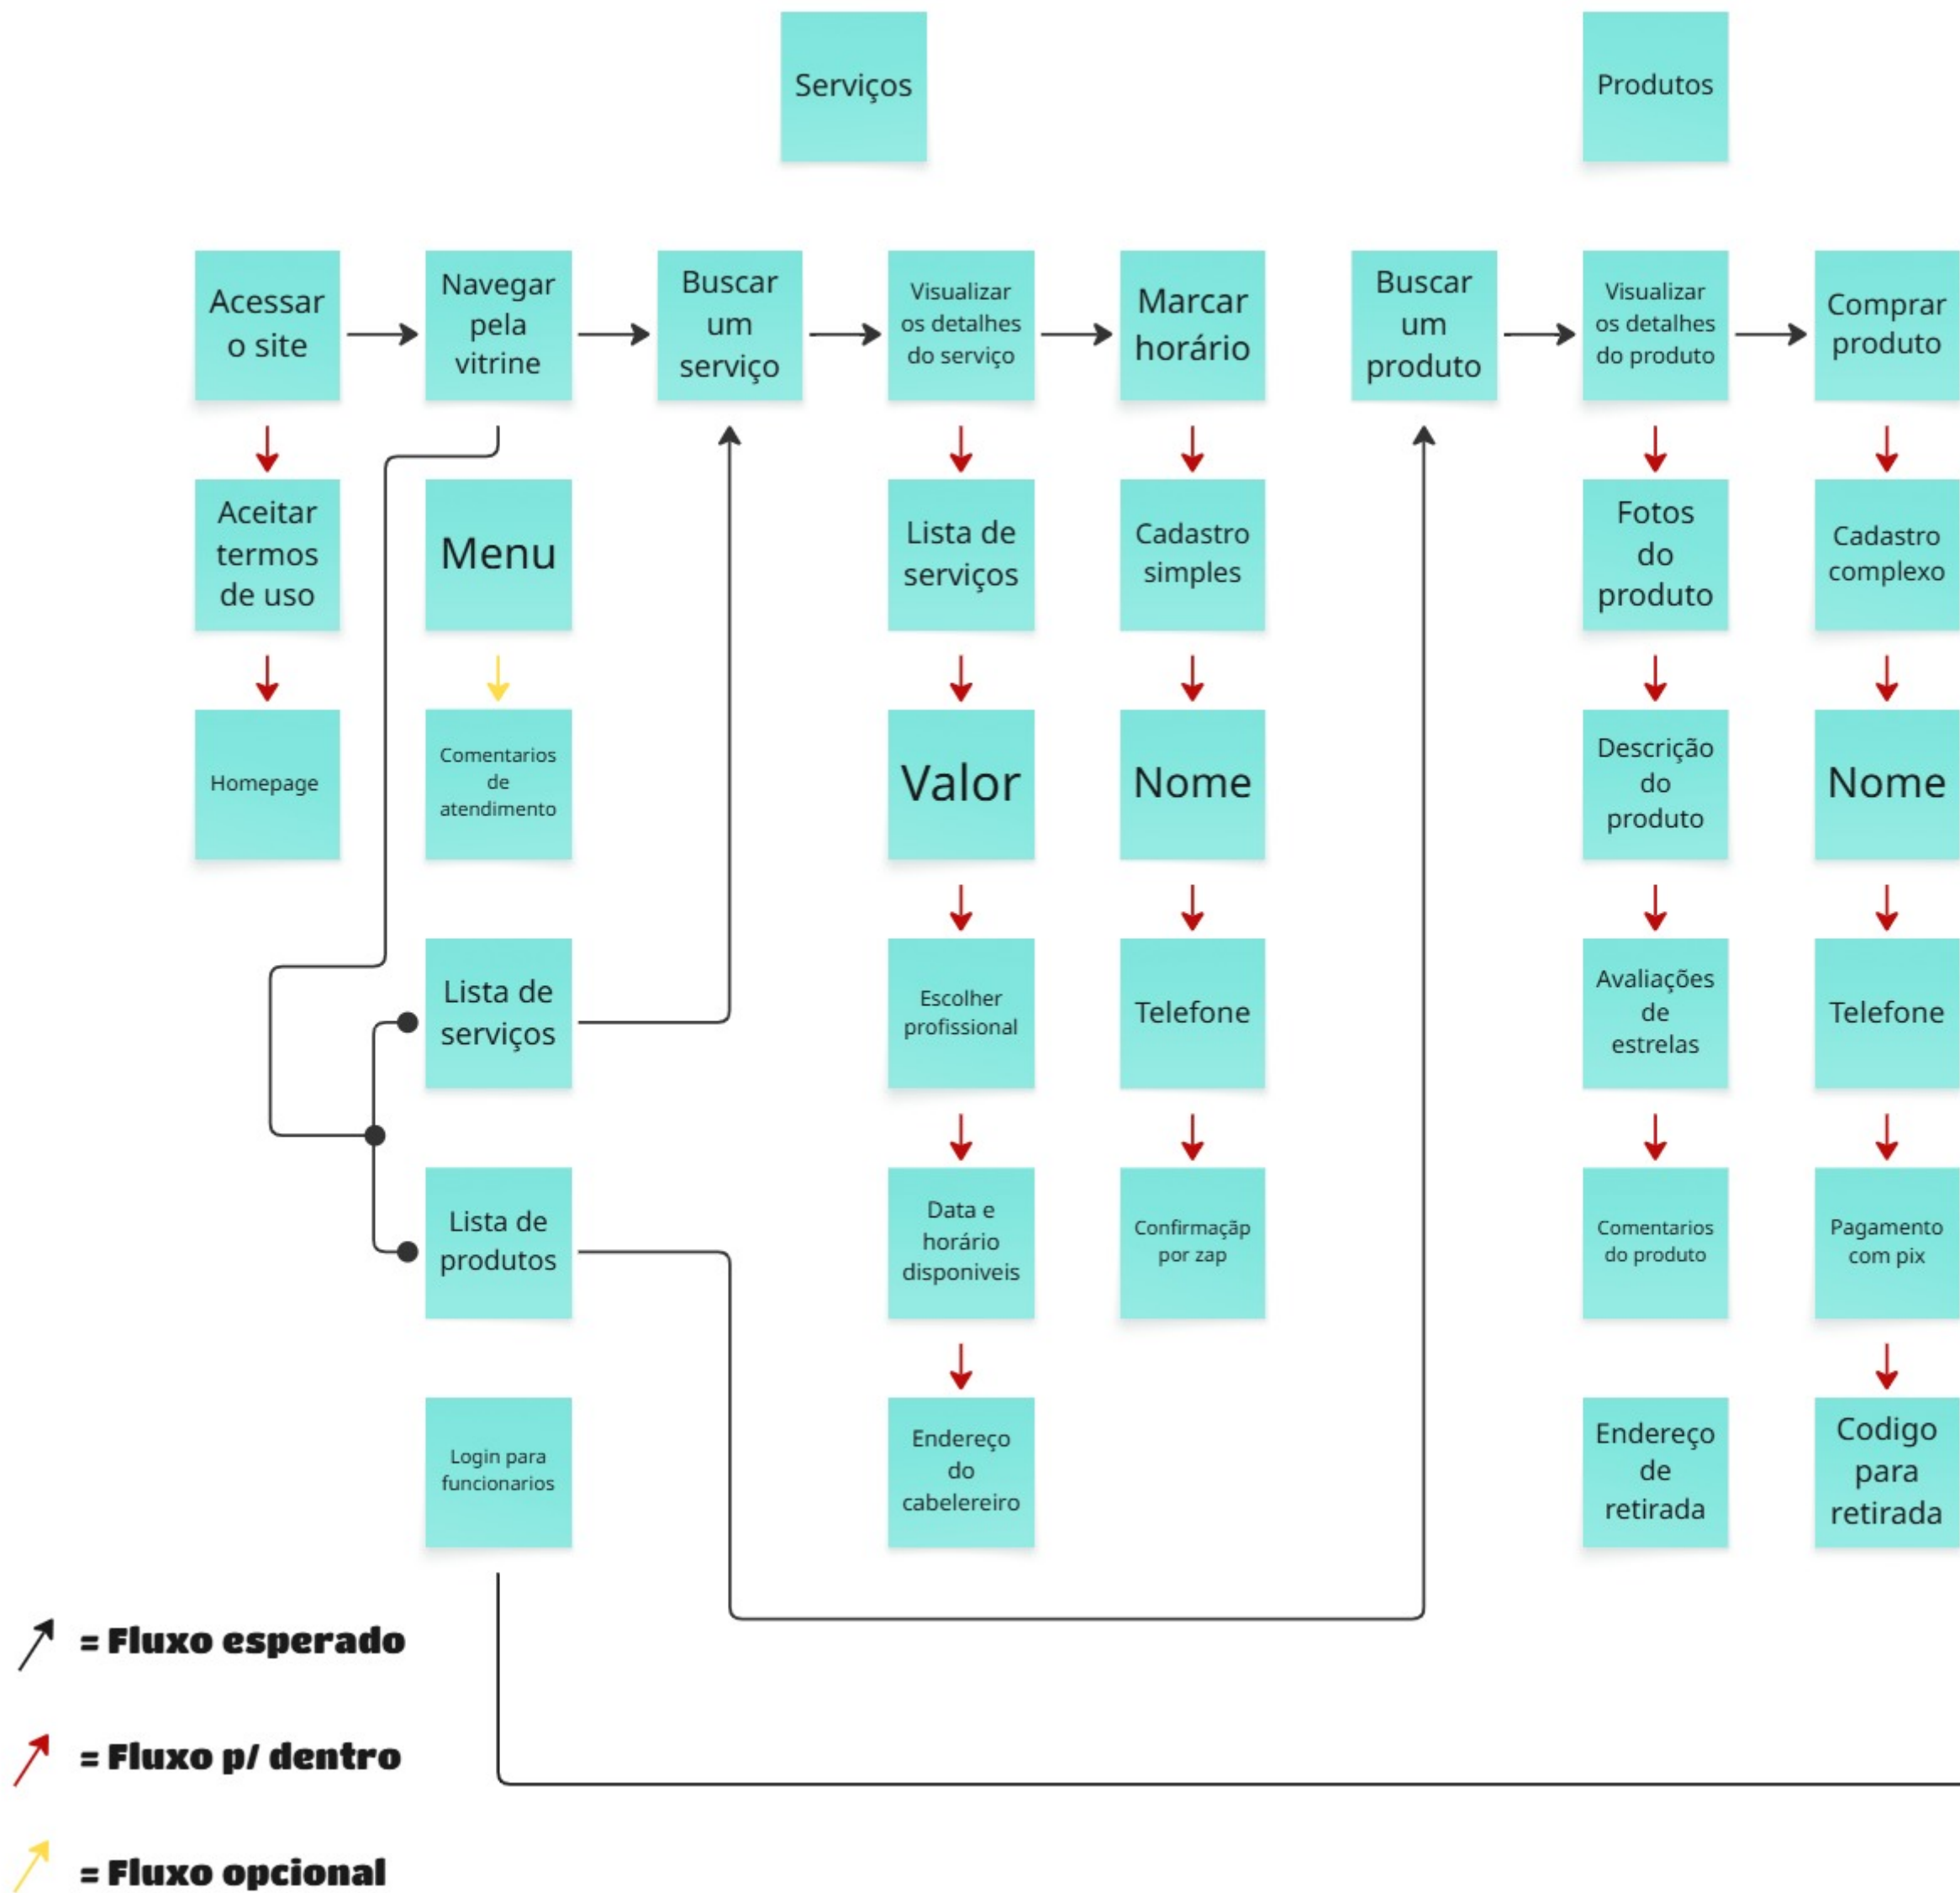 Serviços
Produtos
Acessar
o site
Navegar
pela
vitrine
Buscar
um
serviço
Visualizar
os detalhes
do serviço
Marcar
horário
Buscar
um
produto
Visualizar
os detalhes
do produto
Comprar
produto
Aceitar
termos
de uso
Menu
Lista de
serviços
Cadastro
simples
Fotos
do
produto
Cadastro
complexo
Homepage
Comentarios
de
atendimento
Valor
Nome
Descrição
do
produto
Nome
Lista de
serviços
Escolher
profissional
Telefone
Avaliações
de
estrelas
Telefone
Lista de
produtos
Data e
horário
disponiveis
Confirmaçãp
por zap
Comentarios
do produto
Pagamento
com pix
Login para
funcionarios
Endereço
do
cabelereiro
Endereço
de
retirada
Codigo
para
retirada
= Fluxo esperado
= Fluxo p/ dentro
= Fluxo opcional